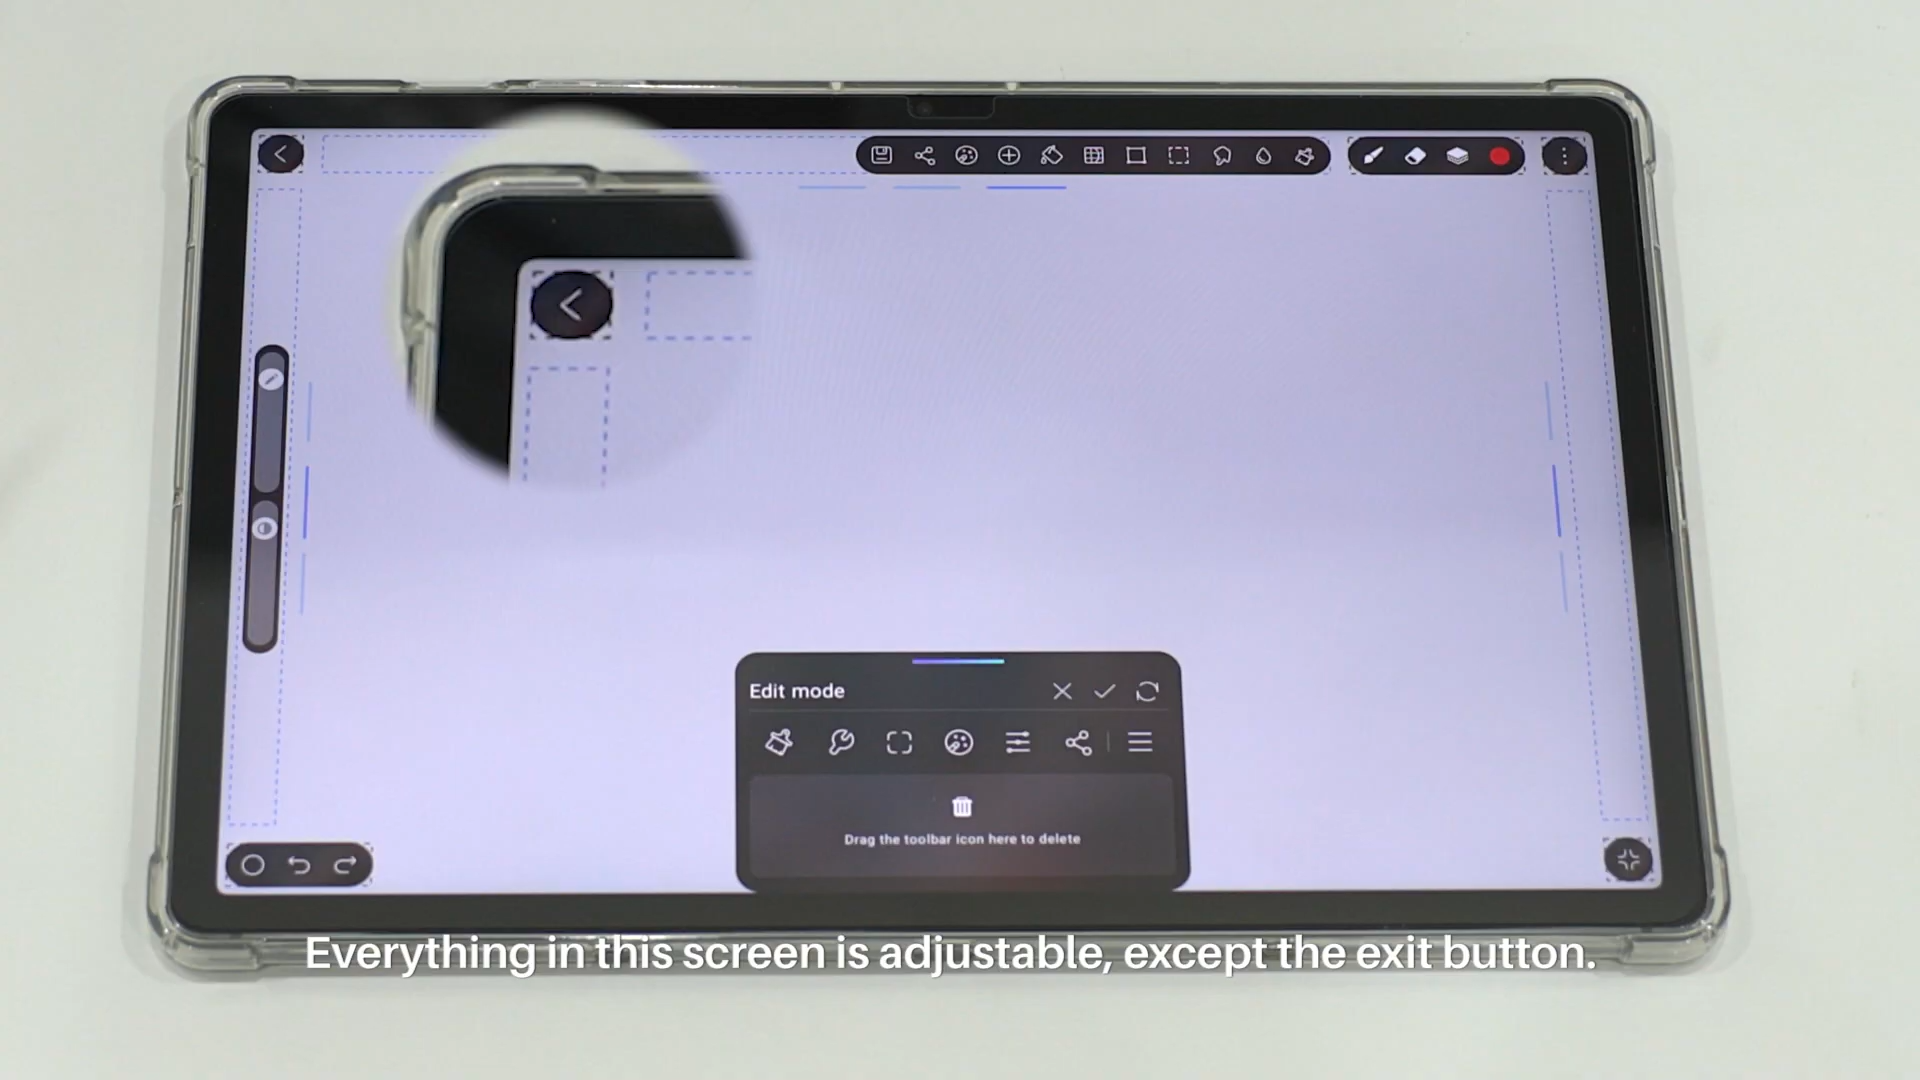 Edit mode
Drag the toolbar icon here to delete
Everything in this screen is adjustable, except the exit button.